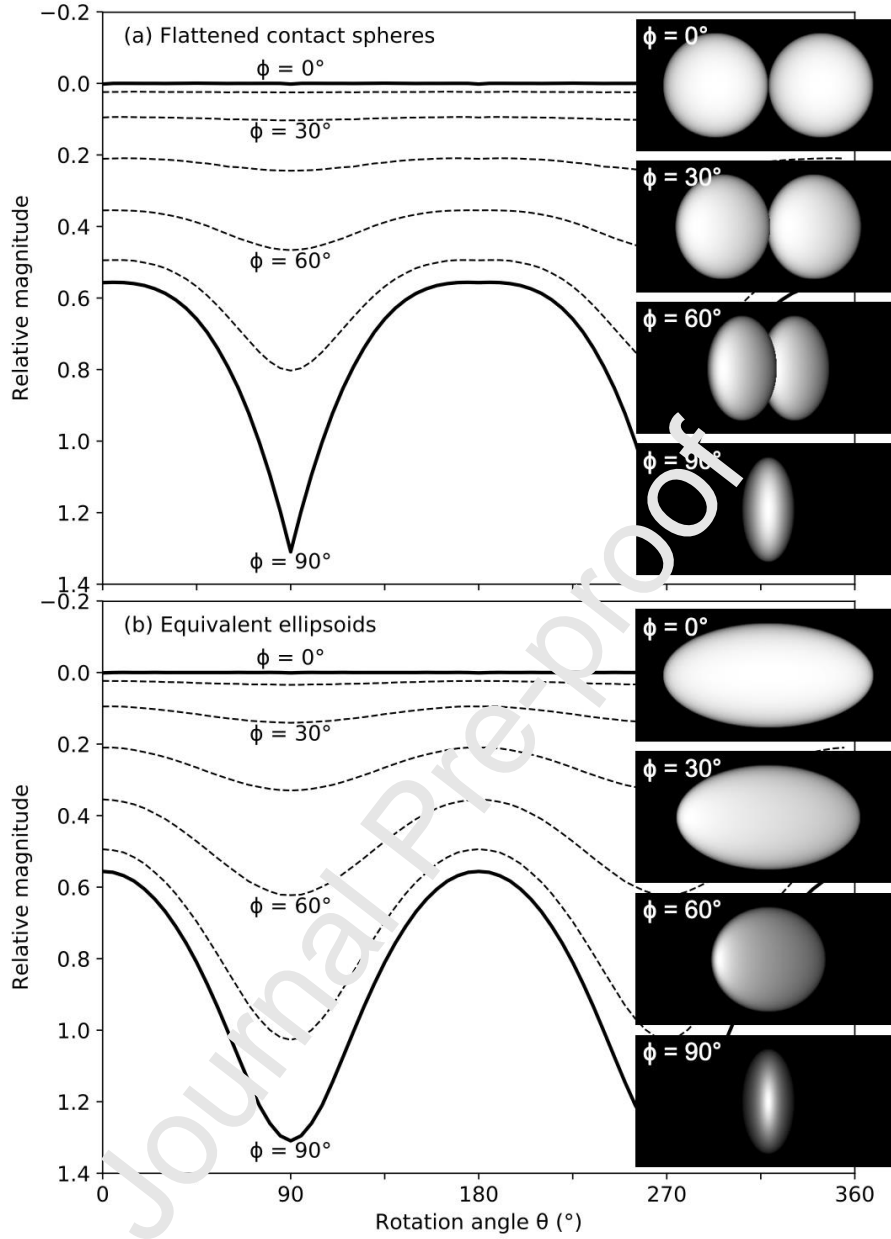 −0.2
(a) Flattened contact spheres
ϕ = 0°
ϕ = 0°
0.0
ϕ = 30°
0.2
ϕ = 30°
0.4
ϕ = 60°
0.6
ϕ = 60°
0.8
1.0
ϕ = 90°
1.2
ϕ = 90°
1.4
Relative magnitude
−0.2
(b) Equivalent ellipsoids
ϕ = 0°
ϕ = 0°
0.0
ϕ = 30°
0.2
ϕ = 30°
0.4
0.6
ϕ = 60°
ϕ = 60°
0.8
1.0
ϕ = 90°
1.2
ϕ = 90°
1.4
Relative magnitude
0 90 180 270 360
Rotation angle θ (°)
Journal Pre-proof